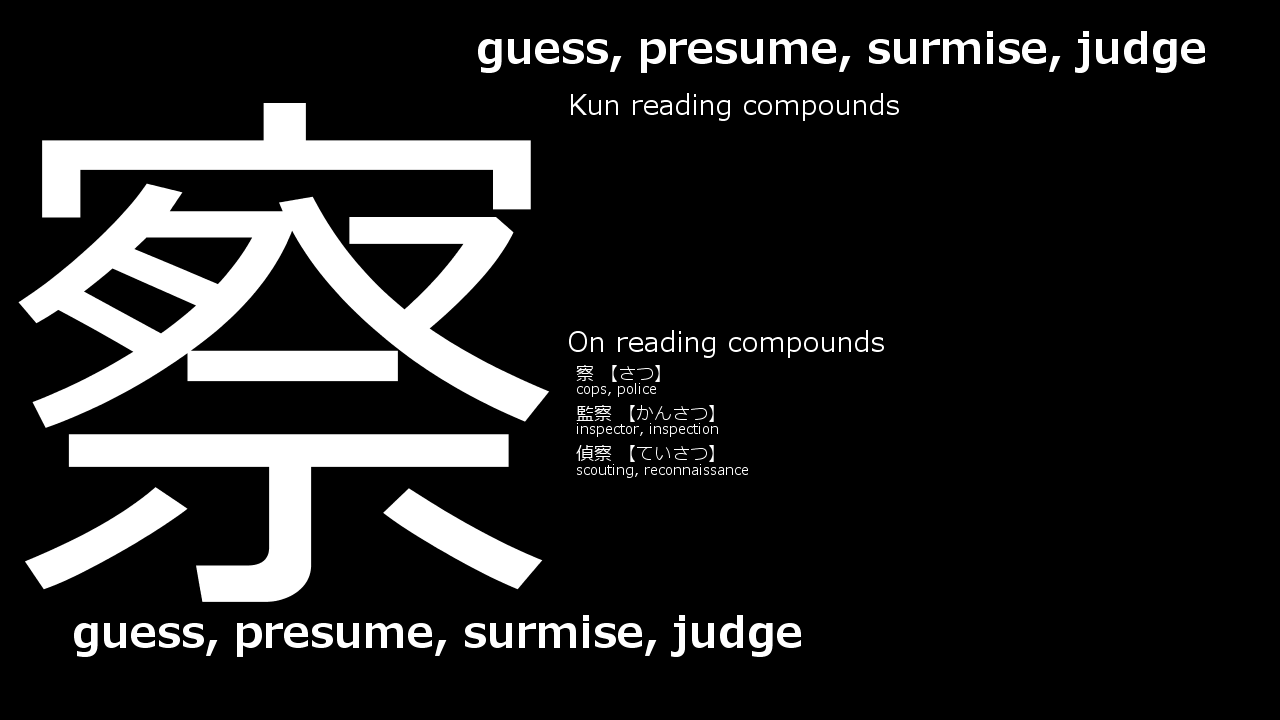 guess, presume, surmise, judge
Kun reading compounds
察
On reading compounds
察 【さつ】
cops, police
監察 【かんさつ】
inspector, inspection
偵察 【ていさつ】
scouting, reconnaissance
guess, presume, surmise, judge